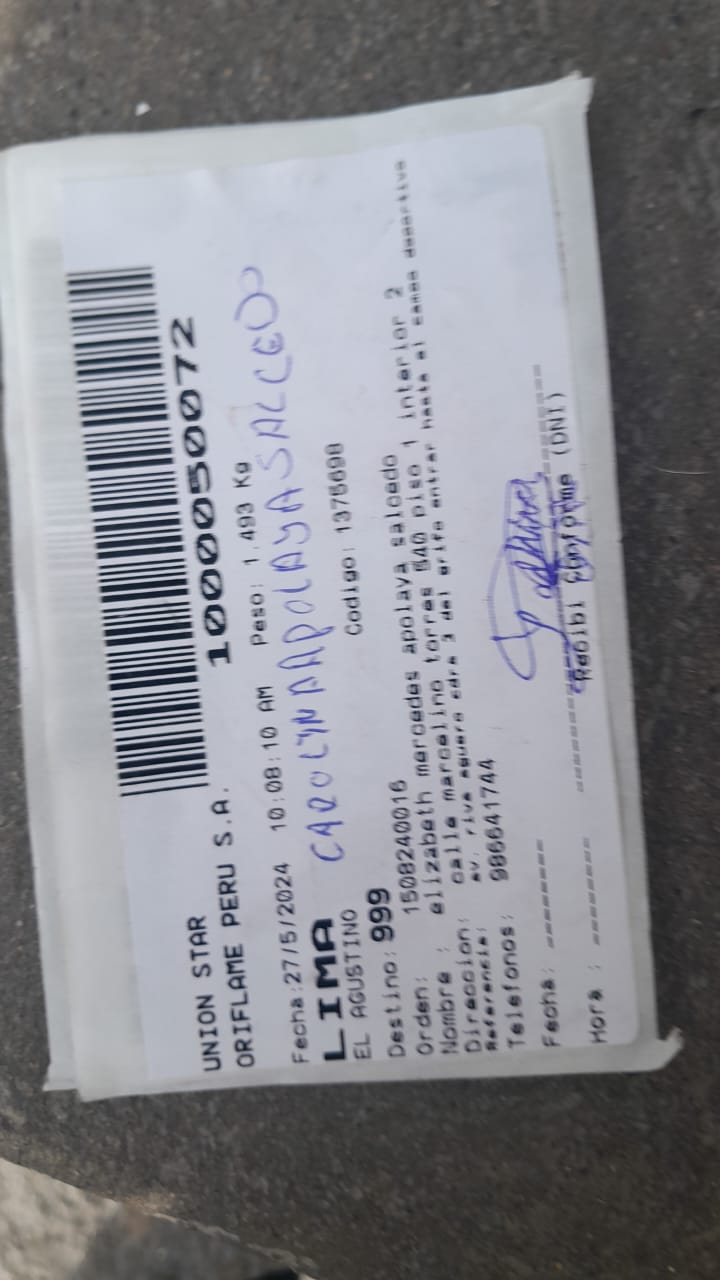 UNION STAR
ORIFLAME PERU S.A.
1000050072
Fecha:27/5/2024 10:08:10 AM Peso: 1.493 Kg
LIMA
CAROLYNA APOLAYA SALCEDO
EL AGUSTINO
Codigo: 1375698
Destino: 999
Orden: 1508240016
Nombre : elizabeth mercedes apolaya salcedo
Direccion: calle marcelino torres 540 piso 1 interior 2
Referencia: av. riva aguero cdra 3 del grifo entrar hasta el campo deportivo
Telefonos: 986641744
Fecha: --------
Hora : --------
Recibi Conforme (DNI)